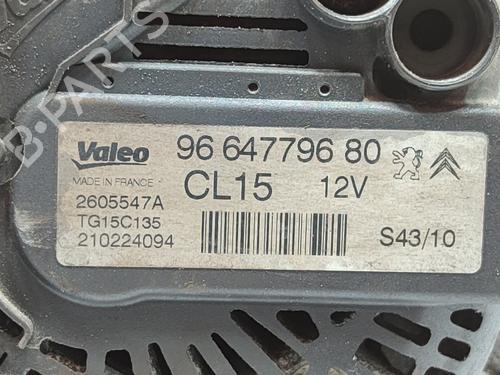 B-PARTS
Valeo
96 647796 80
MADE IN FRANCE
CL15 12V
2605547A
TG15C135
210224094
S43/10